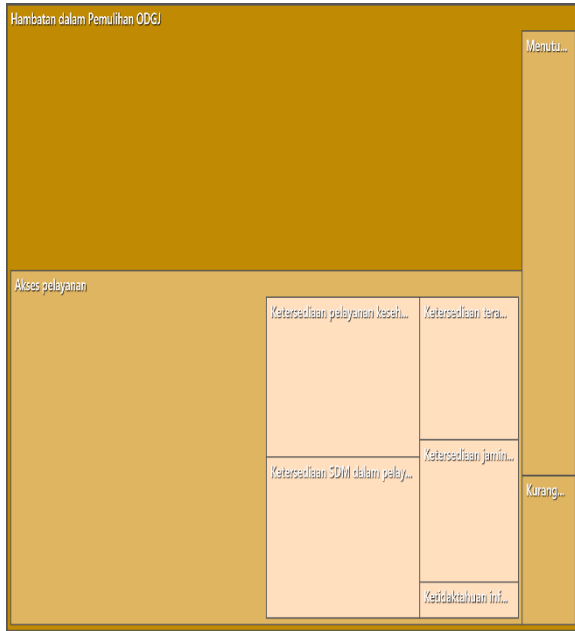 Hambatan dalam Pemulihan ODGJ
Menutu...
Akses pelayanan
Ketersediaan pelayanan keseh...
Ketersediaan tera...
Ketersediaan SDM dalam pelay...
Ketersediaan jamin...
Kurang...
Ketidaktahuan inf...